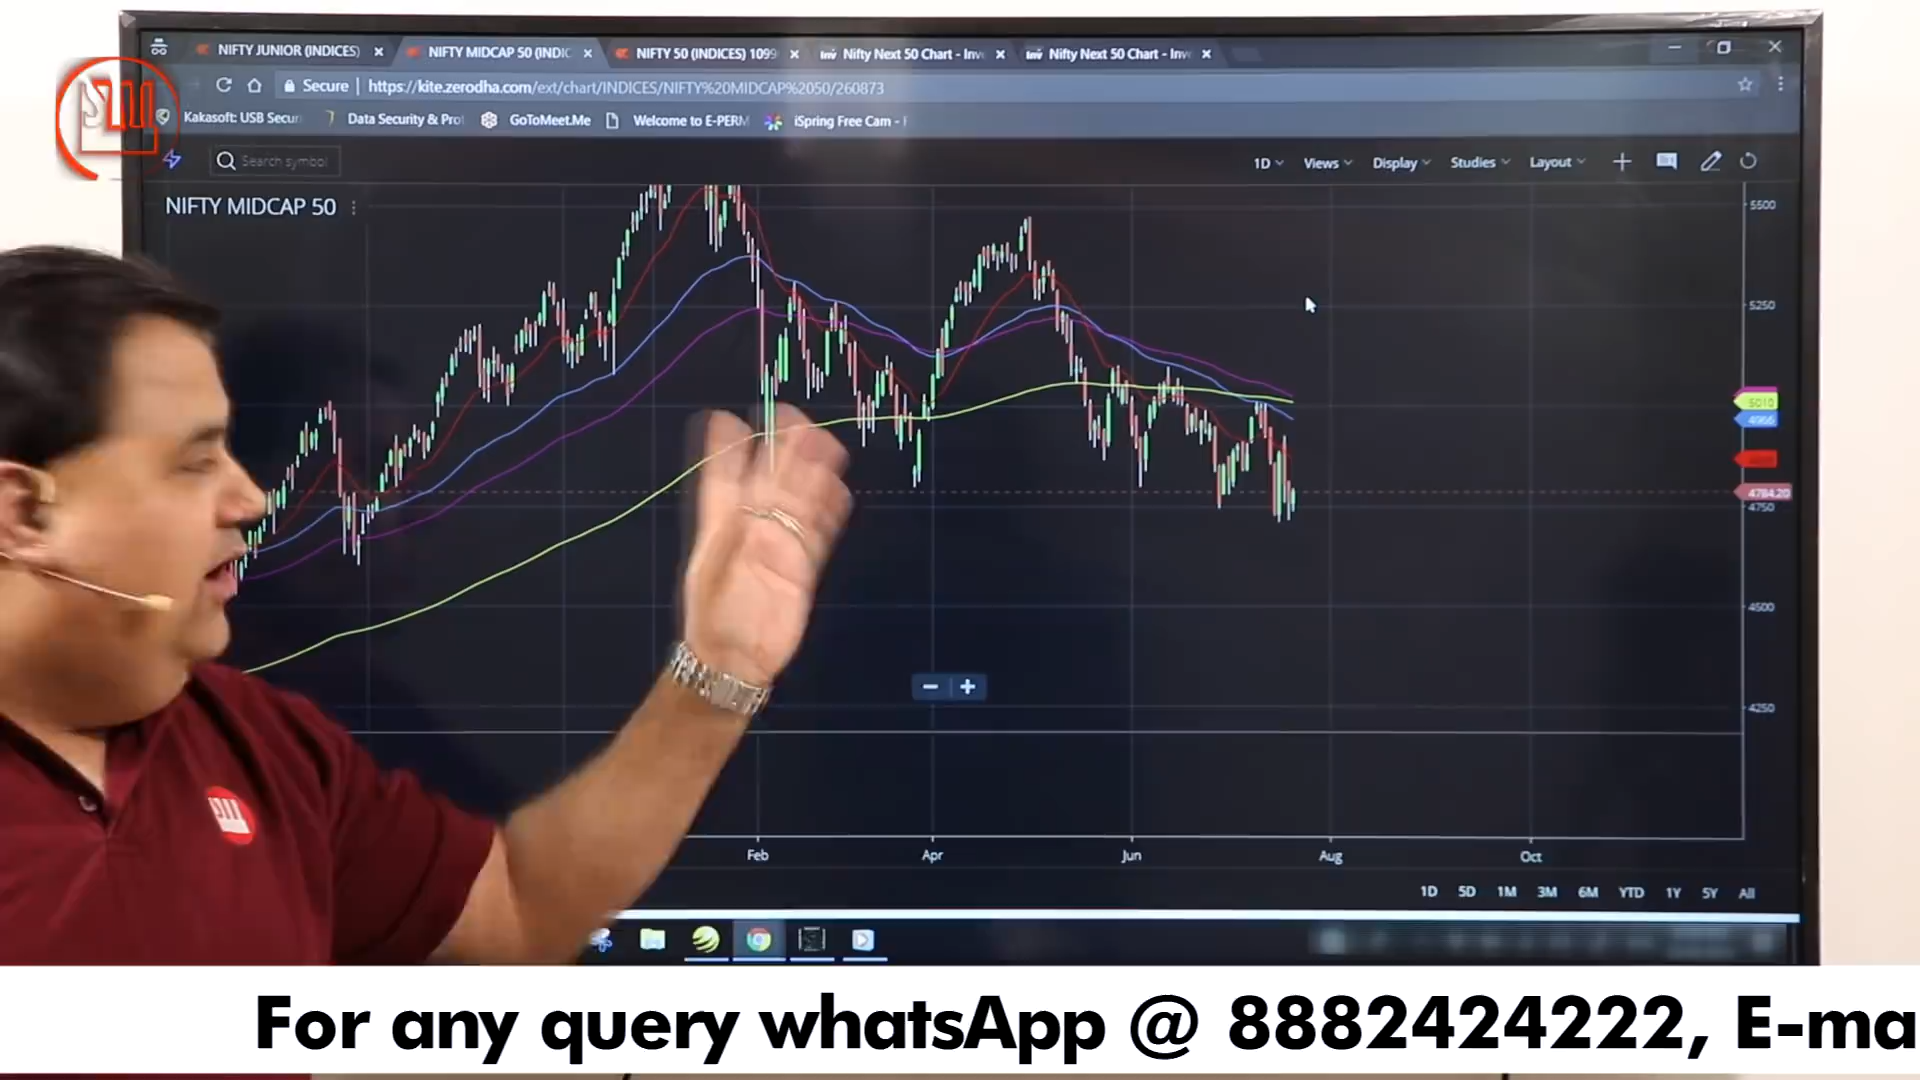 NIFTY JUNIOR (INDICES)
NIFTY MIDCAP 50 (INDIC
NIFTY 50 (INDICES) 1099
Nifty Next 50 Chart - Inv
Nifty Next 50 Chart - Inv
Secure | https://kite.zerodha.com/ext/chart/INDICES/NIFTY%20MIDCAP%2050/260873
Kakasoft: USB Secur
Data Security & Pro
GoToMeet.Me
Welcome to E-PERM
iSpring Free Cam -
Search symbol
1D
Views
Display
Studies
Layout
NIFTY MIDCAP 50
5500
5250
5010
4784.20
4750
4500
4250
Feb
Apr
Jun
Aug
Oct
1D 5D 1M 3M 6M YTD 1Y 5Y All
For any query whatsApp @ 8882424222, E-ma